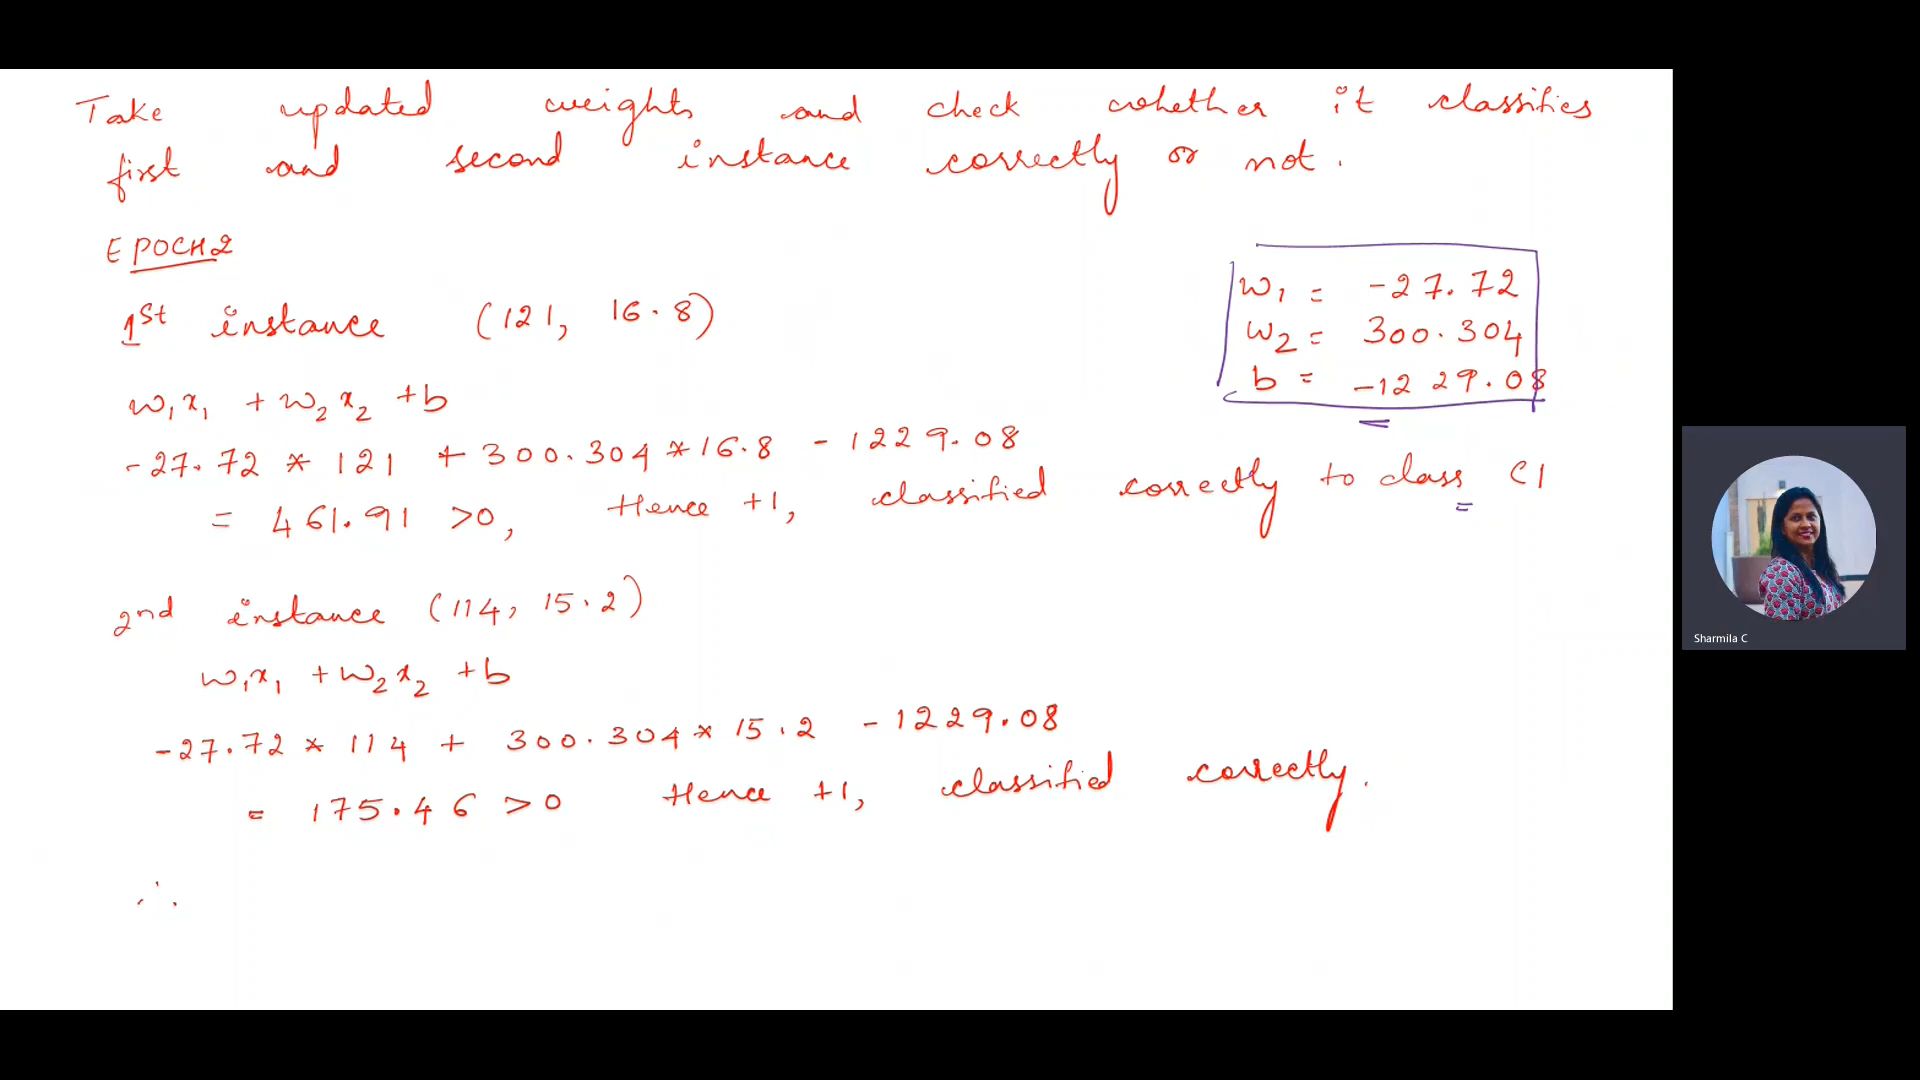 Take updated weights and check whether it classifies
first and second instance correctly or not.
EPOCH2
1st instance (121, 16.8)
w1 = -27.72
w2 = 300.304
b = -1229.08
w1x1 + w2x2 + b
-27.72 * 121 + 300.304 * 16.8 - 1229.08
= 461.91 >0, Hence +1, classified correctly to class C1
2nd instance (114, 15.2)
w1x1 + w2x2 + b
-27.72 * 114 + 300.304 * 15.2 - 1229.08
= 175.46 >0 Hence +1, classified correctly.
∴
Sharmila C